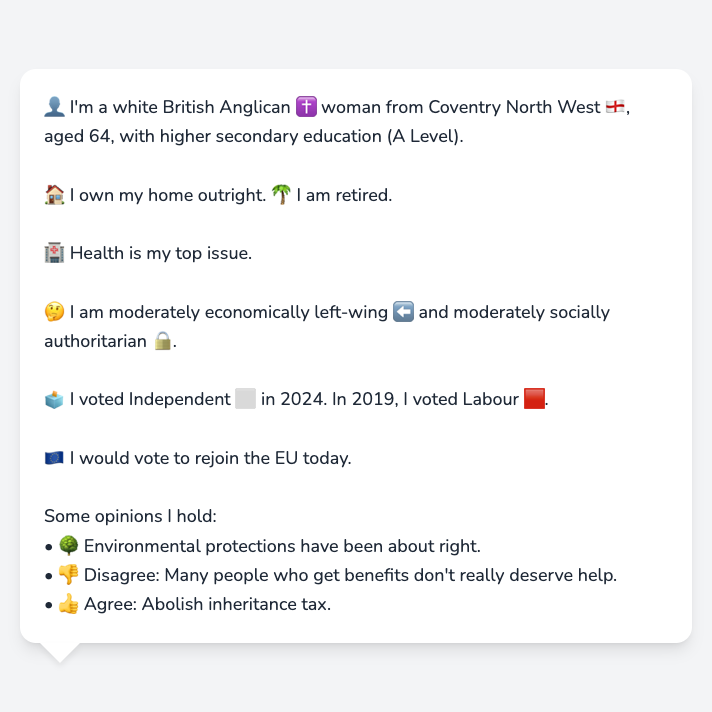 👤 I'm a white British Anglican ✝️ woman from Coventry North West 🏴󠁧󠁢󠁥󠁮󠁧󠁿,
aged 64, with higher secondary education (A Level).
🏠 I own my home outright. 🌴 I am retired.
🏥 Health is my top issue.
🤔 I am moderately economically left-wing ⬅️ and moderately socially
authoritarian 🔒.
🗳️ I voted Independent ⬜ in 2024. In 2019, I voted Labour 🟥.
🇪🇺 I would vote to rejoin the EU today.
Some opinions I hold:
• 🌳 Environmental protections have been about right.
• 👎 Disagree: Many people who get benefits don't really deserve help.
• 👍 Agree: Abolish inheritance tax.